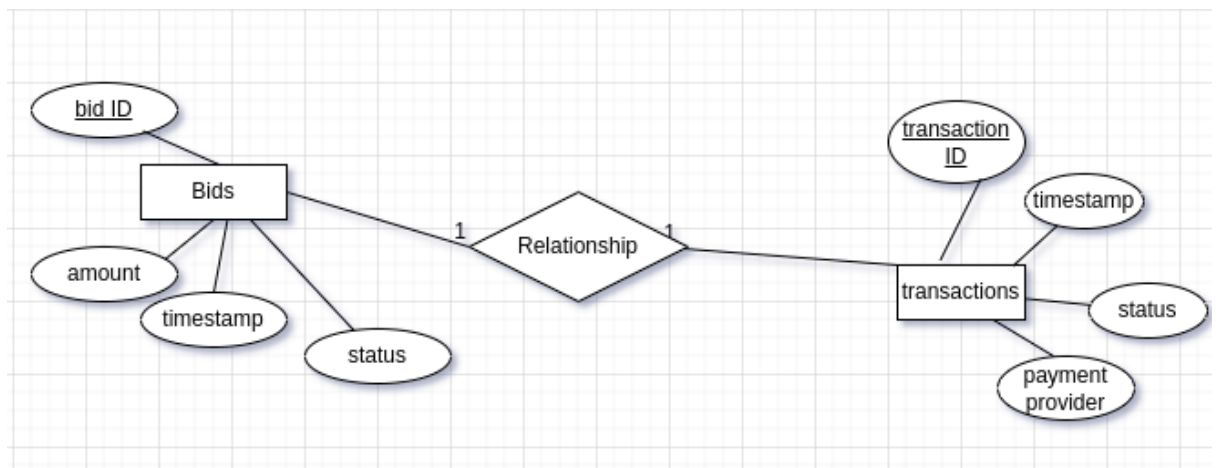 bid ID
Bids
amount
timestamp
status
1
Relationship
1
transaction
ID
timestamp
transactions
status
payment
provider